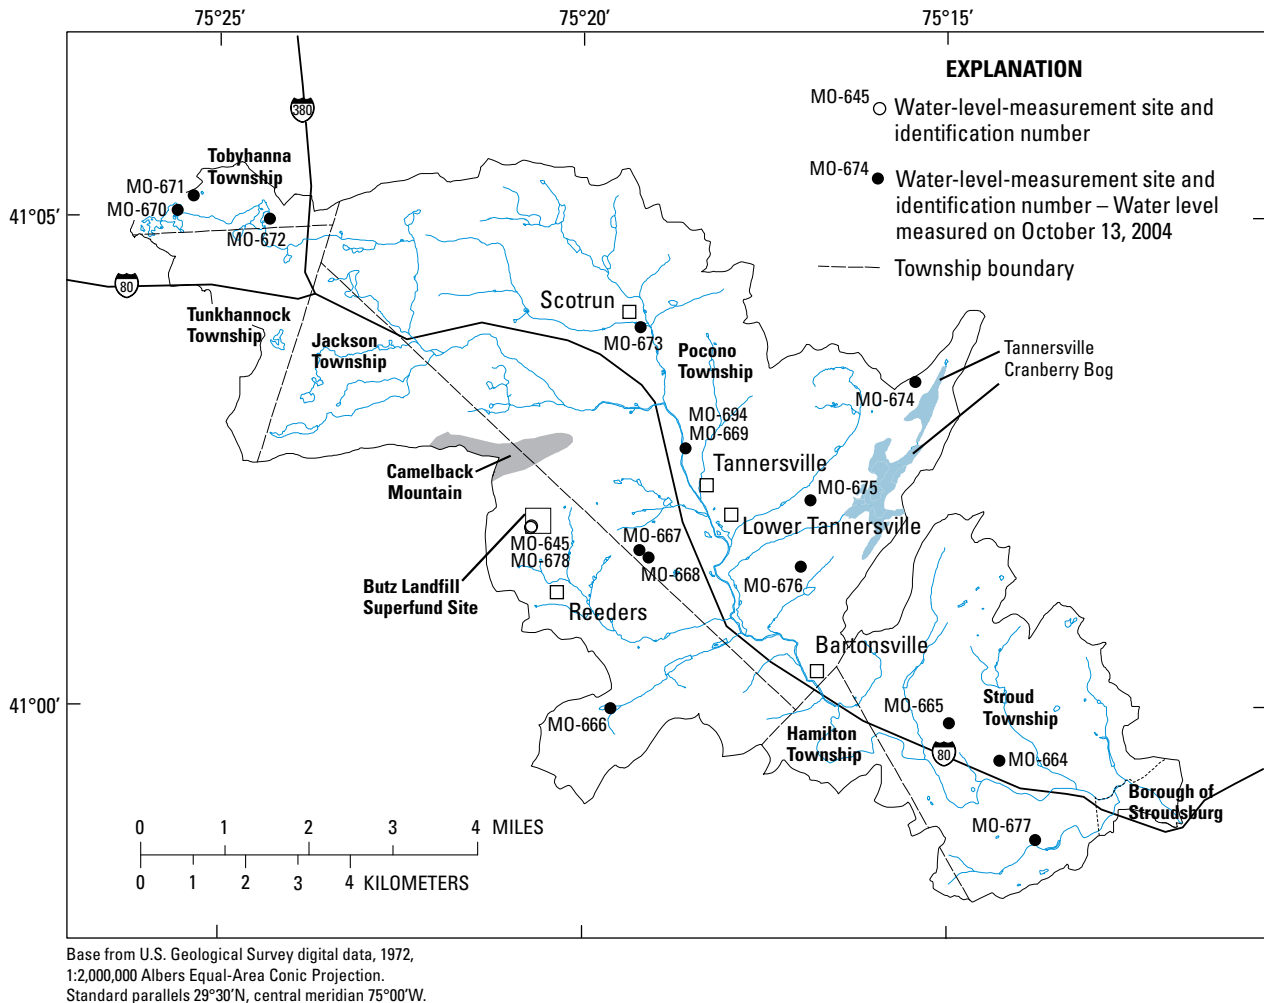 75°25′
75°20′
75°15′
EXPLANATION
MO-645
Water-level-measurement site and
identification number
MO-674
Water-level-measurement site and
identification number – Water level
measured on October 13, 2004
Township boundary
380
Tobyhanna
Township
MO-671
MO-670
MO-672
41°05′
80
Tunkhannock
Township
Jackson
Township
Scotrun
MO-673
Pocono
Township
Tannersville
Cranberry Bog
MO-674
MO-694
MO-669
Camelback
Mountain
Tannersville
MO-675
Lower Tannersville
MO-645
MO-678
MO-667
MO-668
MO-676
Butz Landfill
Superfund Site
Reeders
Bartonsville
41°00′
MO-666
MO-665
Stroud
Township
Hamilton
Township
80
MO-664
Borough of
Stroudsburg
MO-677
0 1 2 3 4 MILES
0 1 2 3 4 KILOMETERS
Base from U.S. Geological Survey digital data, 1972,
1:2,000,000 Albers Equal-Area Conic Projection.
Standard parallels 29°30′N, central meridian 75°00′W.